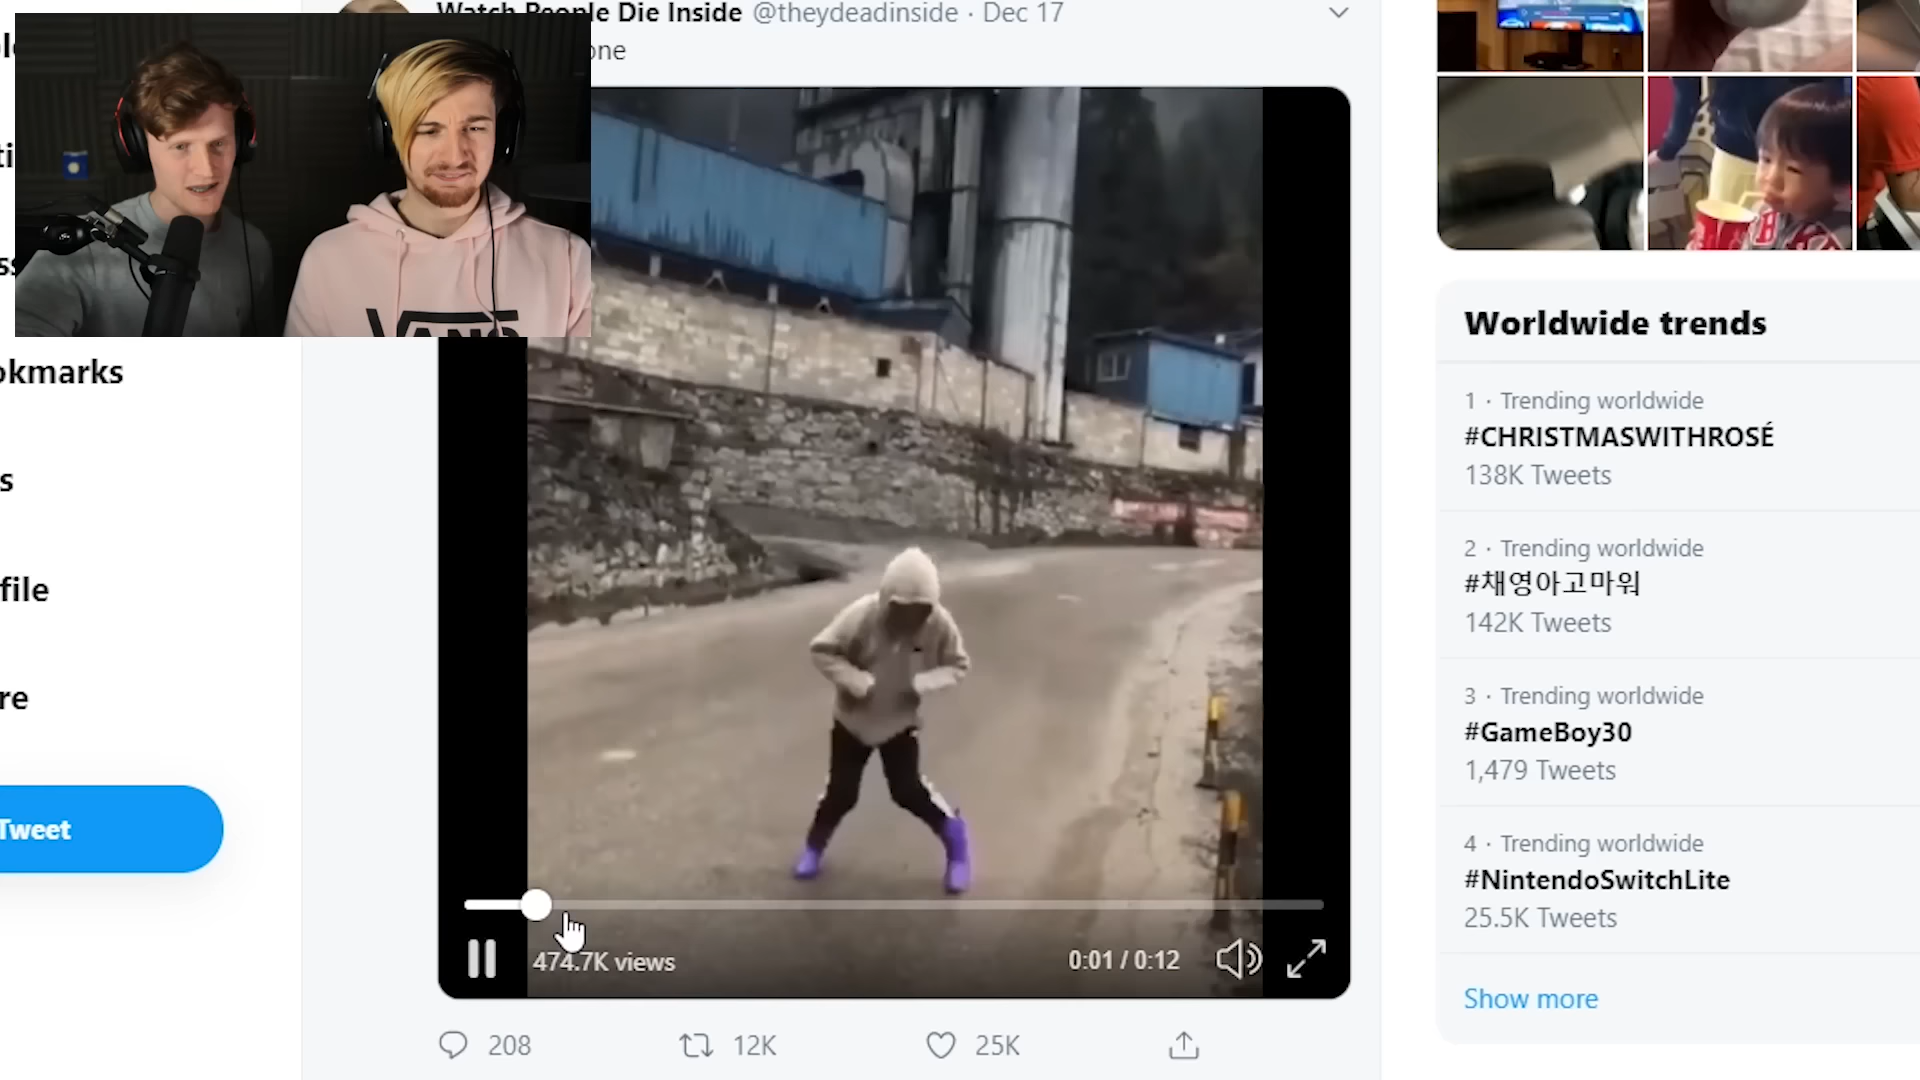 Watch People Die Inside @theydeadinside · Dec 17
one
okmarks
s
file
re
Tweet
VANS
474.7K views
0:01 / 0:12
208
12K
25K
Worldwide trends
1 · Trending worldwide
#CHRISTMASWITHROSÉ
138K Tweets
2 · Trending worldwide
#채영아고마워
142K Tweets
3 · Trending worldwide
#GameBoy30
1,479 Tweets
4 · Trending worldwide
#NintendoSwitchLite
25.5K Tweets
Show more